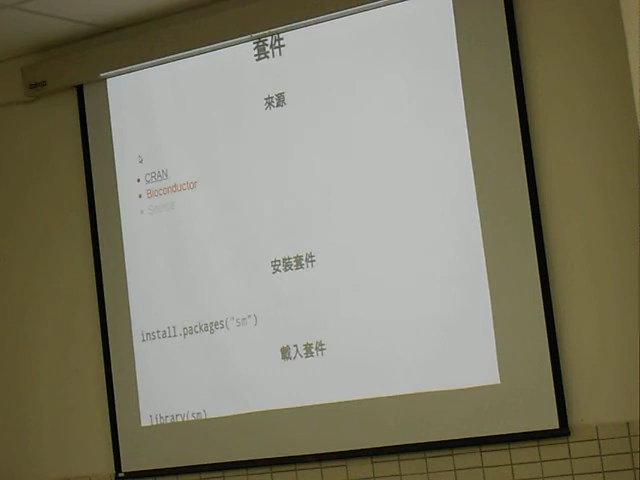 套件
來源
CRAN
Bioconductor
Source
安裝套件
install.packages("sm")
載入套件
library(sm)